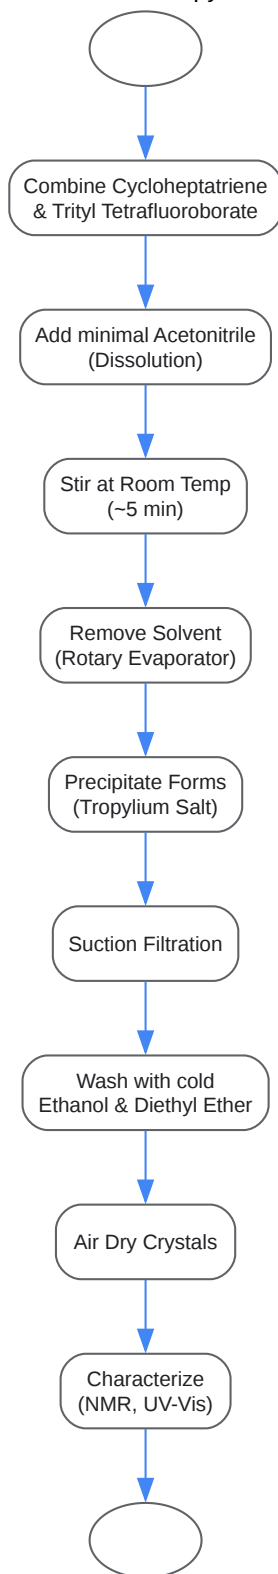 Combine Cycloheptatriene
& Trityl Tetrafluoroborate
Add minimal Acetonitrile
(Dissolution)
Stir at Room Temp
(~5 min)
Remove Solvent
(Rotary Evaporator)
Precipitate Forms
(Tropylium Salt)
Suction Filtration
Wash with cold
Ethanol & Diethyl Ether
Air Dry Crystals
Characterize
(NMR, UV-Vis)